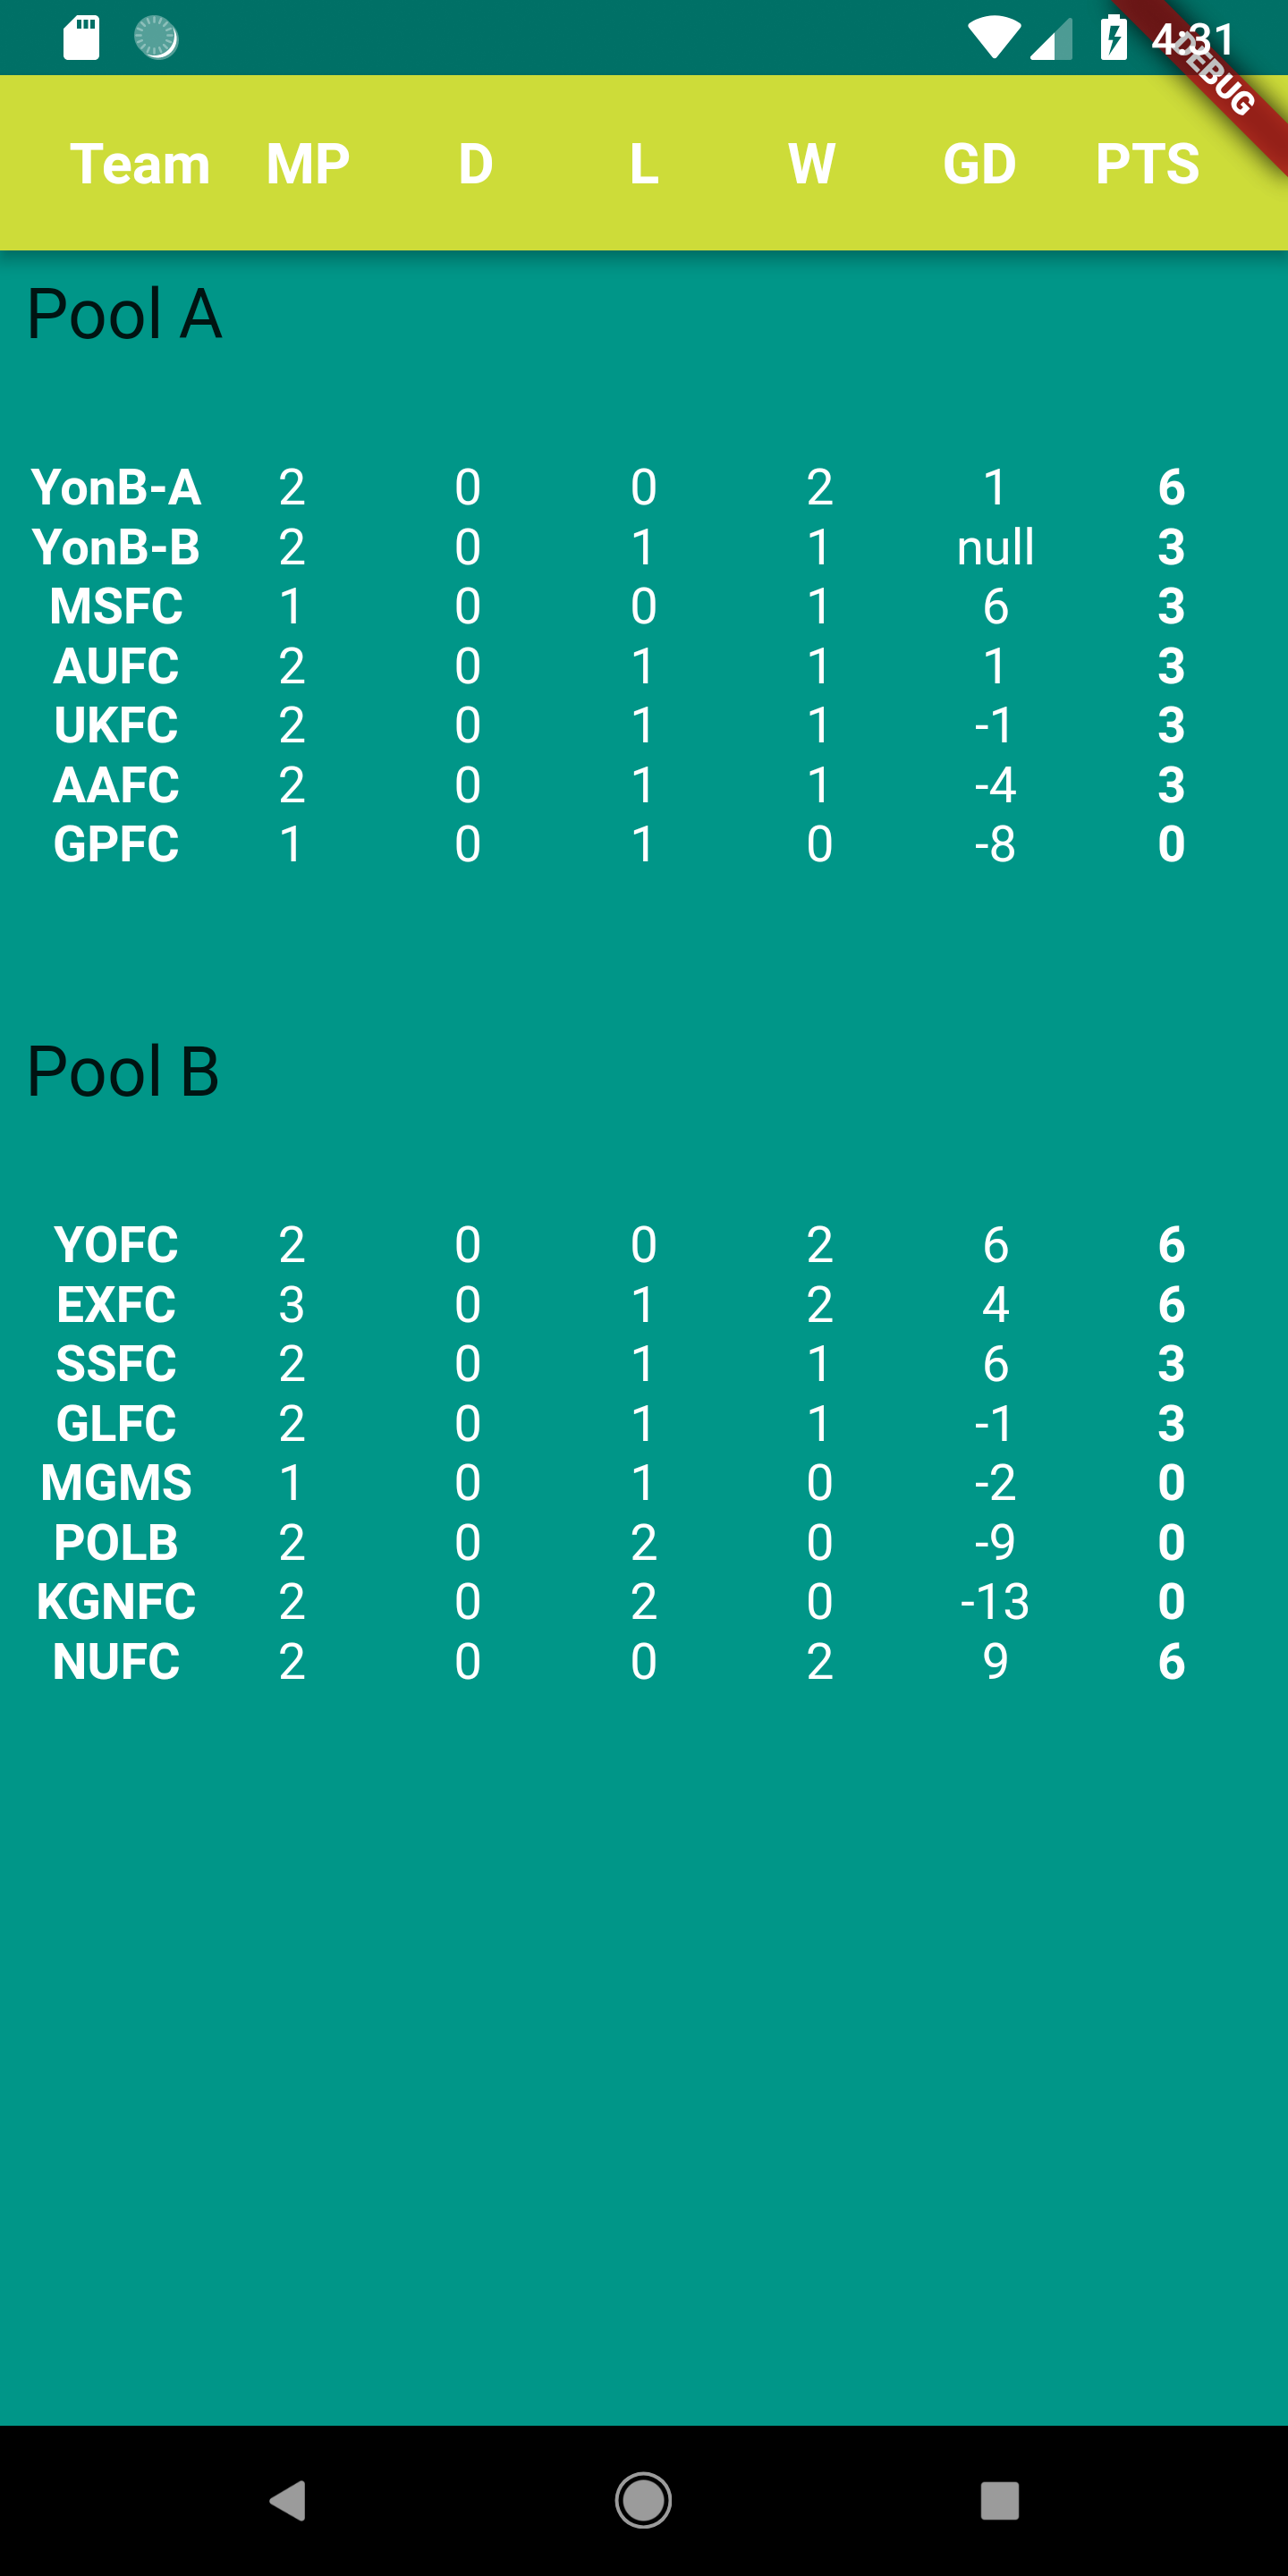 4:31
DEBUG
Team MP D L W GD PTS
Pool A
YonB-A 2 0 0 2 1 6
YonB-B 2 0 1 1 null 3
MSFC 1 0 0 1 6 3
AUFC 2 0 1 1 1 3
UKFC 2 0 1 1 -1 3
AAFC 2 0 1 1 -4 3
GPFC 1 0 1 0 -8 0
Pool B
YOFC 2 0 0 2 6 6
EXFC 3 0 1 2 4 6
SSFC 2 0 1 1 6 3
GLFC 2 0 1 1 -1 3
MGMS 1 0 1 0 -2 0
POLB 2 0 2 0 -9 0
KGNFC 2 0 2 0 -13 0
NUFC 2 0 0 2 9 6